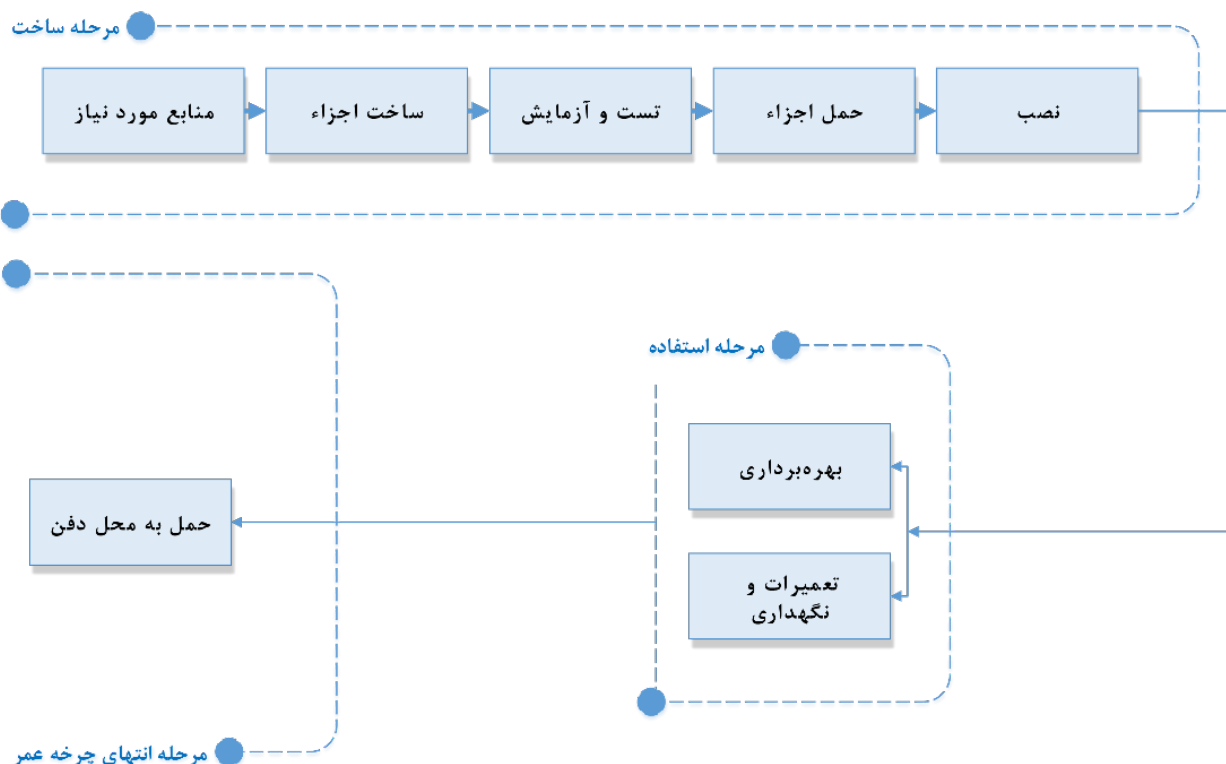 مرحله ساخت
منابع مورد نیاز
ساخت اجزاء
تست و آزمایش
حمل اجزاء
نصب
مرحله استفاده
بهره‌برداری
تعمیرات و
نگهداری
حمل به محل دفن
مرحله انتهای چرخه عمر